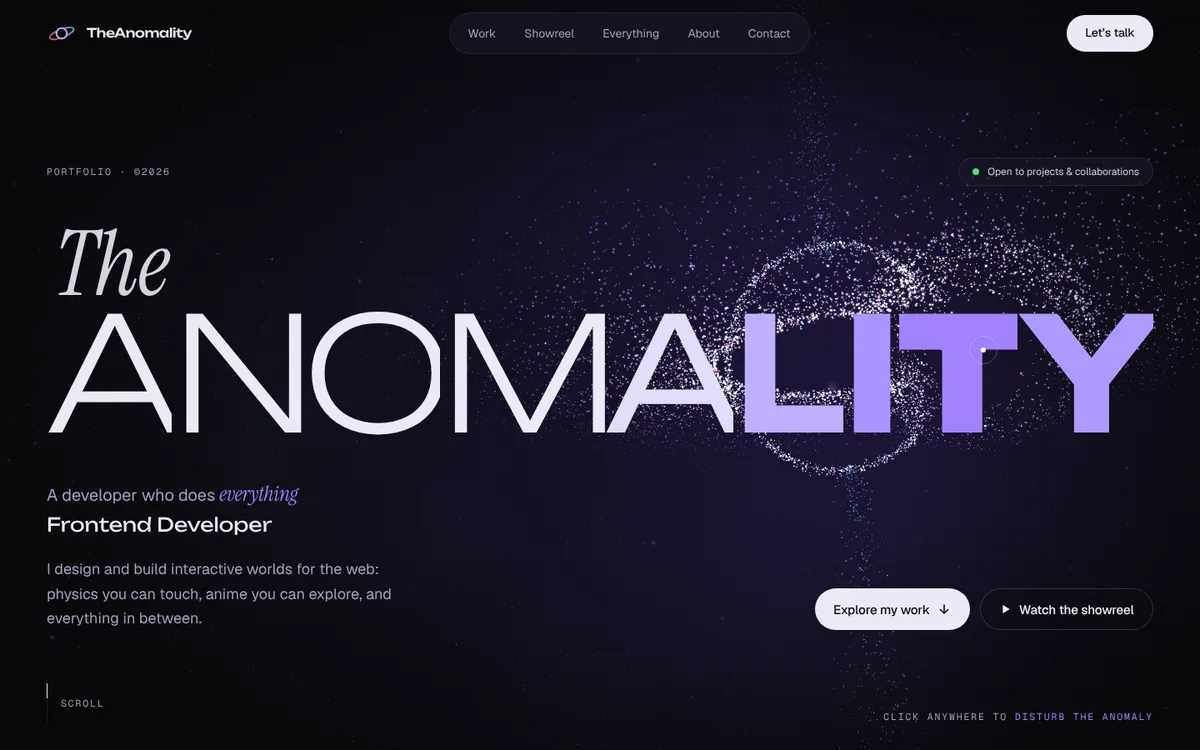 TheAnomality
Work
Showreel
Everything
About
Contact
Let's talk
PORTFOLIO · ©2026
Open to projects & collaborations
The
ANOMALITY
A developer who does everything
Frontend Developer
I design and build interactive worlds for the web:
physics you can touch, anime you can explore, and
everything in between.
Explore my work ↓
Watch the showreel
SCROLL
CLICK ANYWHERE TO DISTURB THE ANOMALY